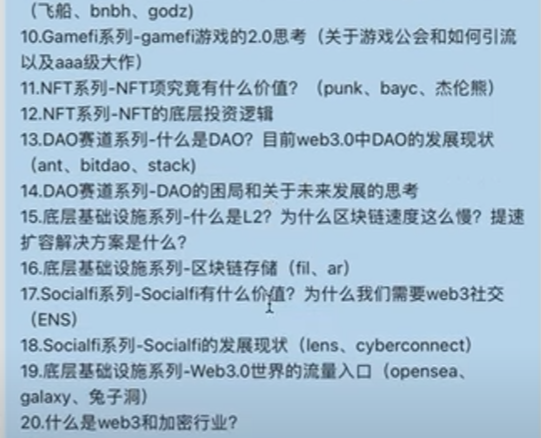 (飞船、bnbh、godz)
10.Gamefi系列-gamefi游戏的2.0思考（关于游戏公会和如何引流
以及aaa级大作）
11.NFT系列-NFT项究竟有什么价值？（punk、bayc、杰伦熊）
12.NFT系列-NFT的底层投资逻辑
13.DAO赛道系列-什么是DAO？目前web3.0中DAO的发展现状
（ant、bitdao、stack)
14.DAO赛道系列-DAO的困局和关于未来发展的思考
15.底层基础设施系列-什么是L2？为什么区块链速度这么慢？提速
扩容解决方案是什么？
16.底层基础设施系列-区块链存储（fil、ar）
17.Socialfi系列-Socialfi有什么价值？为什么我们需要web3社交
（ENS）
18.Socialfi系列-Socialfi的发展现状（lens、cyberconnect）
19.底层基础设施系列-Web3.0世界的流量入口（opensea、
galaxy、兔子洞）
20.什么是web3和加密行业？